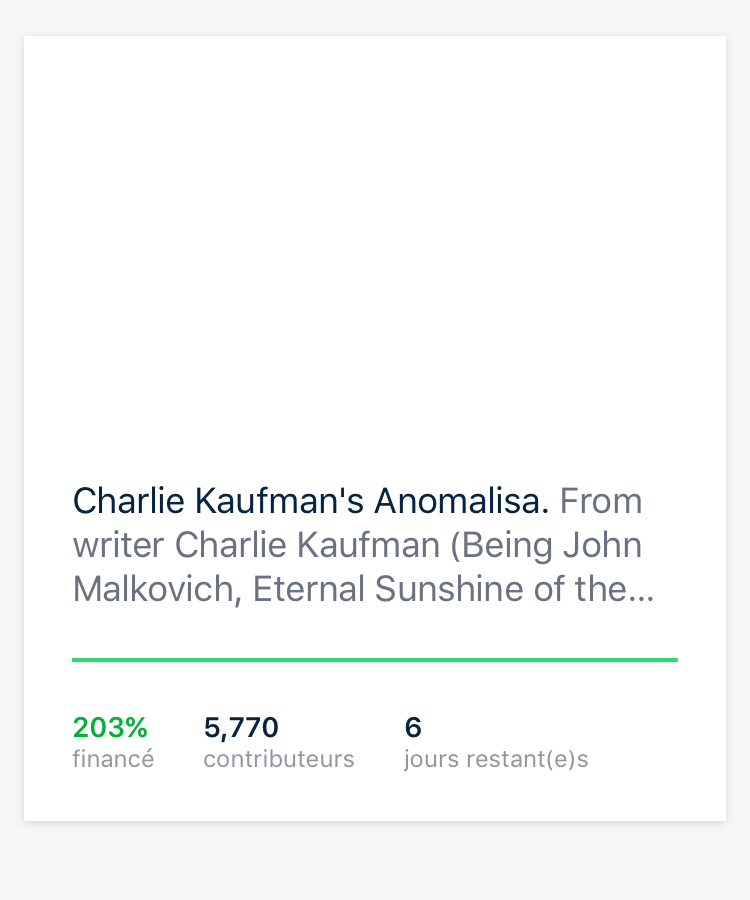 Charlie Kaufman's Anomalisa. From
writer Charlie Kaufman (Being John
Malkovich, Eternal Sunshine of the...
203% 5,770 6
financé contributeurs jours restant(e)s